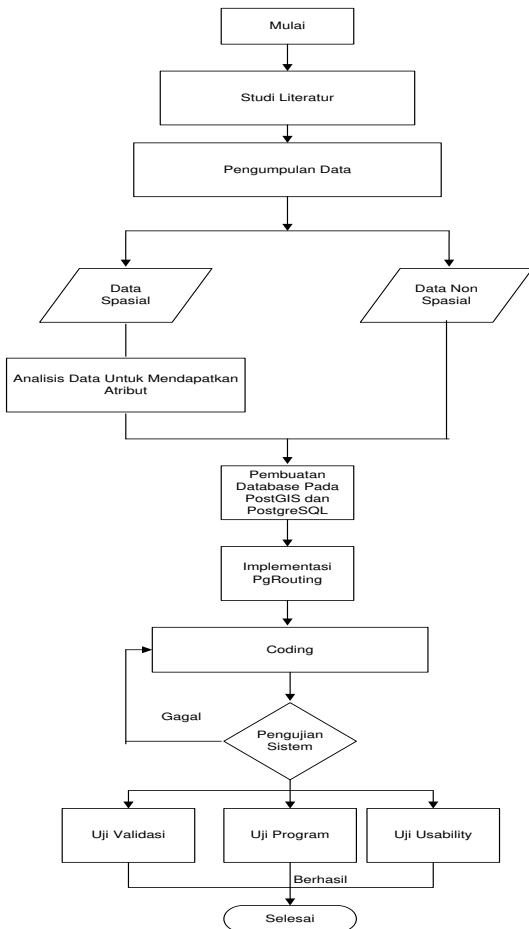 Mulai
Studi Literatur
Pengumpulan Data
Data
Spasial
Data Non
Spasial
Analisis Data Untuk Mendapatkan
Atribut
Pembuatan
Database Pada
PostGIS dan
PostgreSQL
Implementasi
PgRouting
Coding
Gagal
Pengujian
Sistem
Uji Validasi
Uji Program
Uji Usability
Berhasil
Selesai